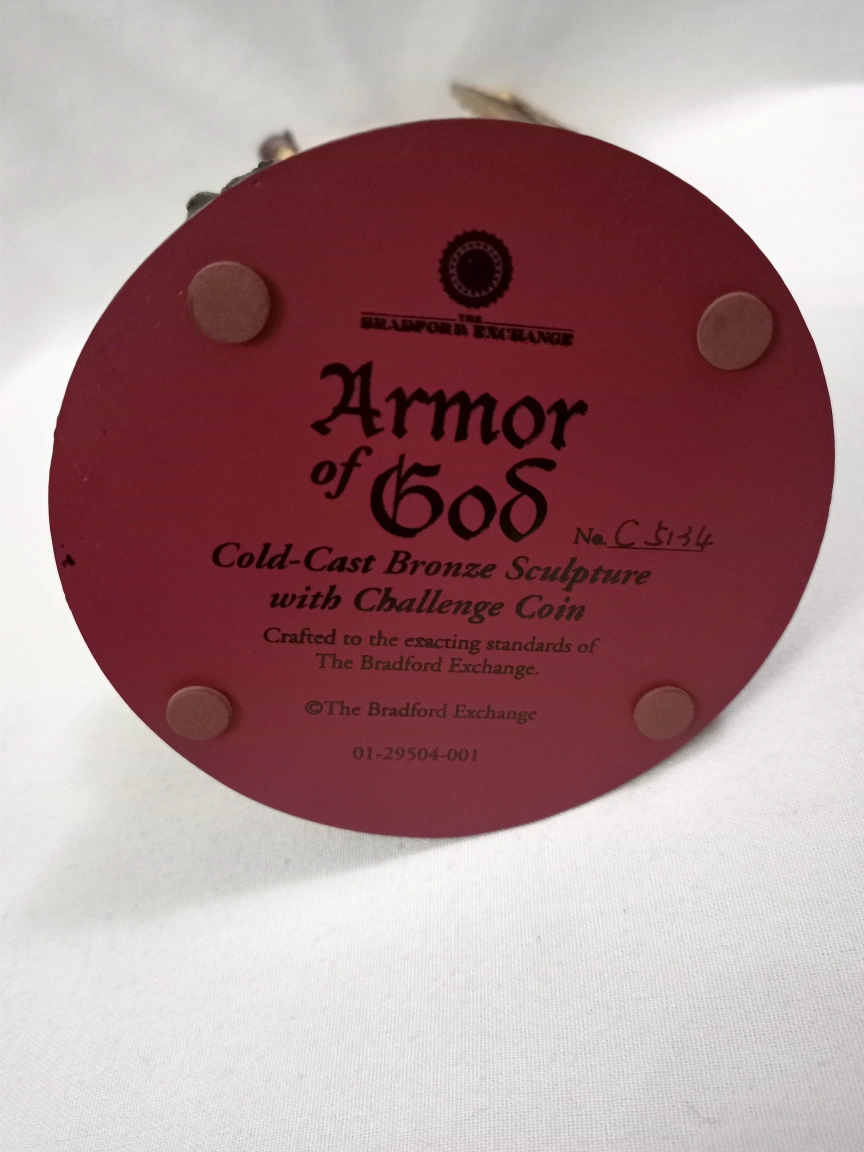 THE
BRADFORD EXCHANGE
Armor
of God
No. C 5134
Cold-Cast Bronze Sculpture
with Challenge Coin
Crafted to the exacting standards of
The Bradford Exchange.
©The Bradford Exchange
01-29504-001